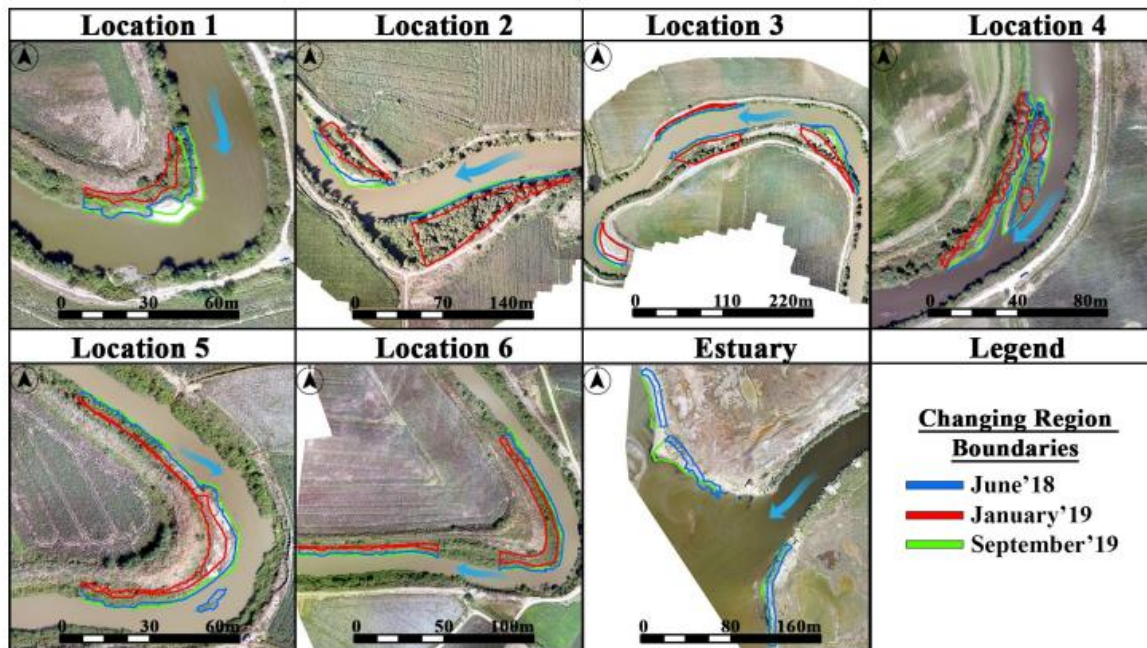 Location 1
Location 2
Location 3
Location 4
0 30 60m
0 70 140m
0 110 220m
0 40 80m
Location 5
Location 6
Estuary
Legend
Changing Region
Boundaries
June'18
January'19
September'19
0 30 60m
0 50 100m
0 80 160m